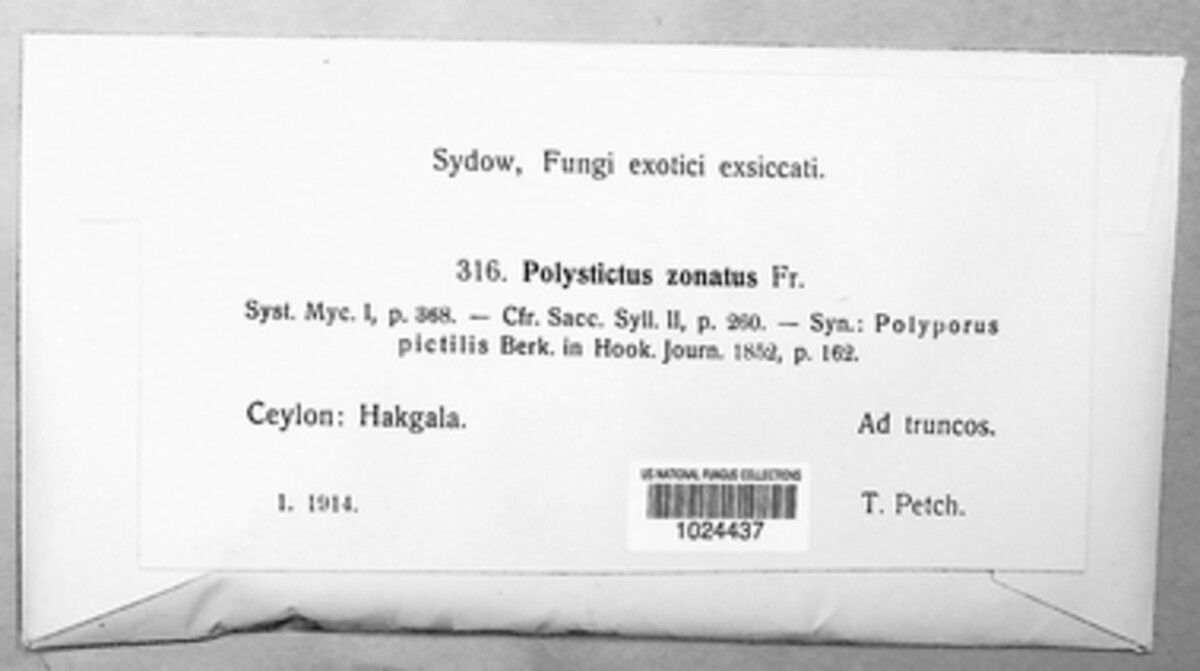 Sydow, Fungi exotici exsiccati.
316. Polystictus zonatus Fr.
Syst. Myc. I, p. 368. — Cfr. Sacc. Syll. II, p. 260. — Syn.: Polyporus
pictilis Berk. in Hook. Journ. 1852, p. 162.
Ceylon: Hakgala.
Ad truncos.
1. 1914.
T. Petch.
US NATIONAL FUNGUS COLLECTIONS
1024437